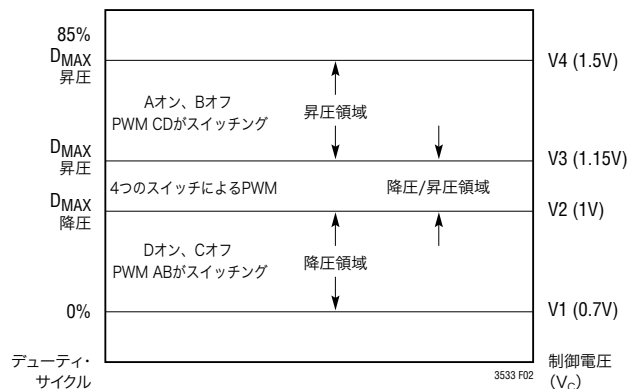 85%
DMAX
昇圧
V4 (1.5V)
Aオン、Bオフ
PWM CDがスイッチング
昇圧領域
DMAX
昇圧
V3 (1.15V)
4つのスイッチによるPWM
降圧/昇圧領域
DMAX
降圧
V2 (1V)
Dオン、Cオフ
PWM ABがスイッチング
降圧領域
0%
V1 (0.7V)
デューティ・
サイクル
3533 F02
制御電圧
(VC)